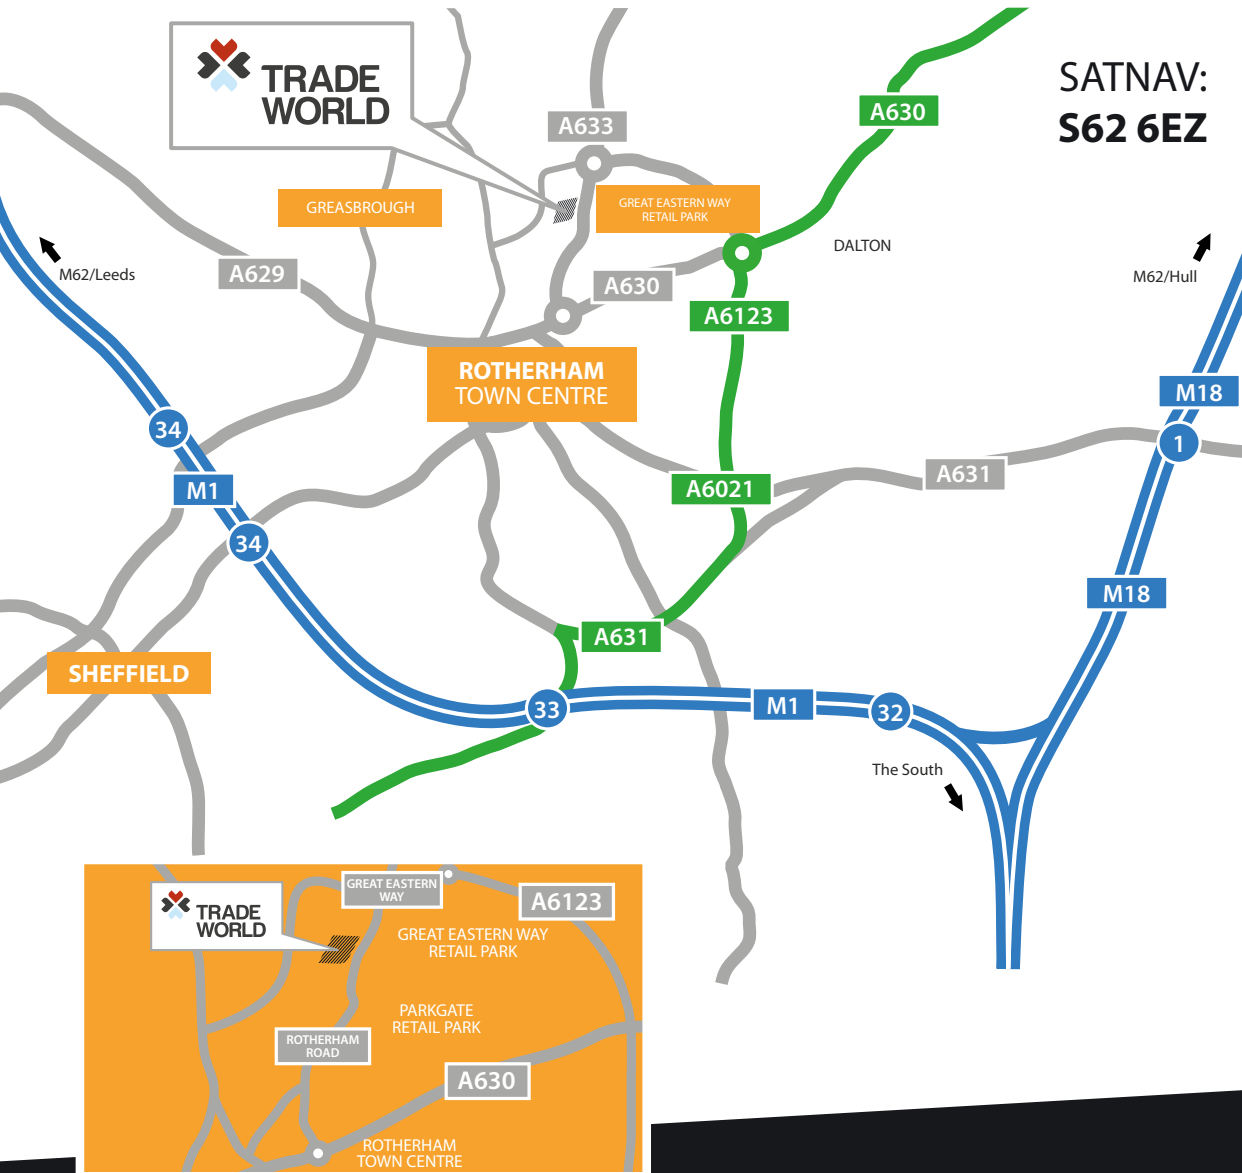 TRADE
WORLD
SATNAV:
S62 6EZ
A630
A633
GREASBROUGH
GREAT EASTERN WAY
RETAIL PARK
DALTON
M62/Leeds
A629
A630
M62/Hull
A6123
ROTHERHAM
TOWN CENTRE
M18
34
1
M1
A6021
A631
34
M18
A631
SHEFFIELD
33
M1
32
The South
TRADE
WORLD
GREAT EASTERN
WAY
A6123
GREAT EASTERN WAY
RETAIL PARK
PARKGATE
RETAIL PARK
ROTHERHAM
ROAD
A630
ROTHERHAM
TOWN CENTRE